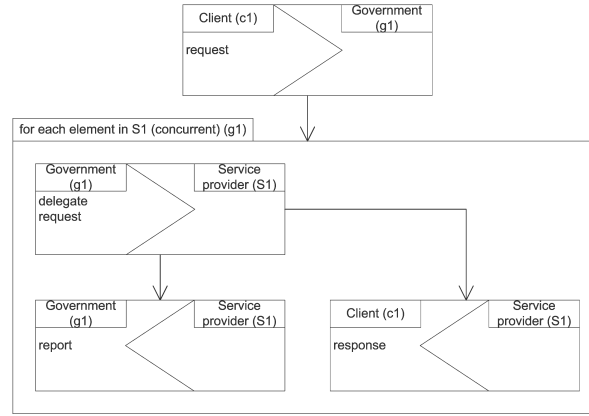 Client (c1)
Government
(g1)
request
for each element in S1 (concurrent) (g1)
Government
(g1)
Service
provider (S1)
delegate
request
Government
(g1)
Service
provider (S1)
report
Client (c1)
Service
provider (S1)
response